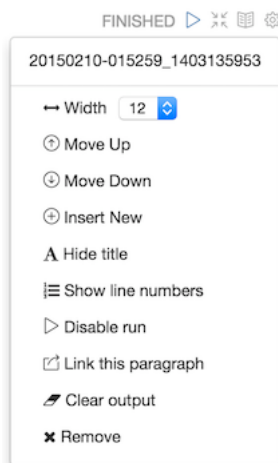 FINISHED
20150210-015259_1403135953
Width 12
Move Up
Move Down
Insert New
A Hide title
Show line numbers
Disable run
Link this paragraph
Clear output
Remove